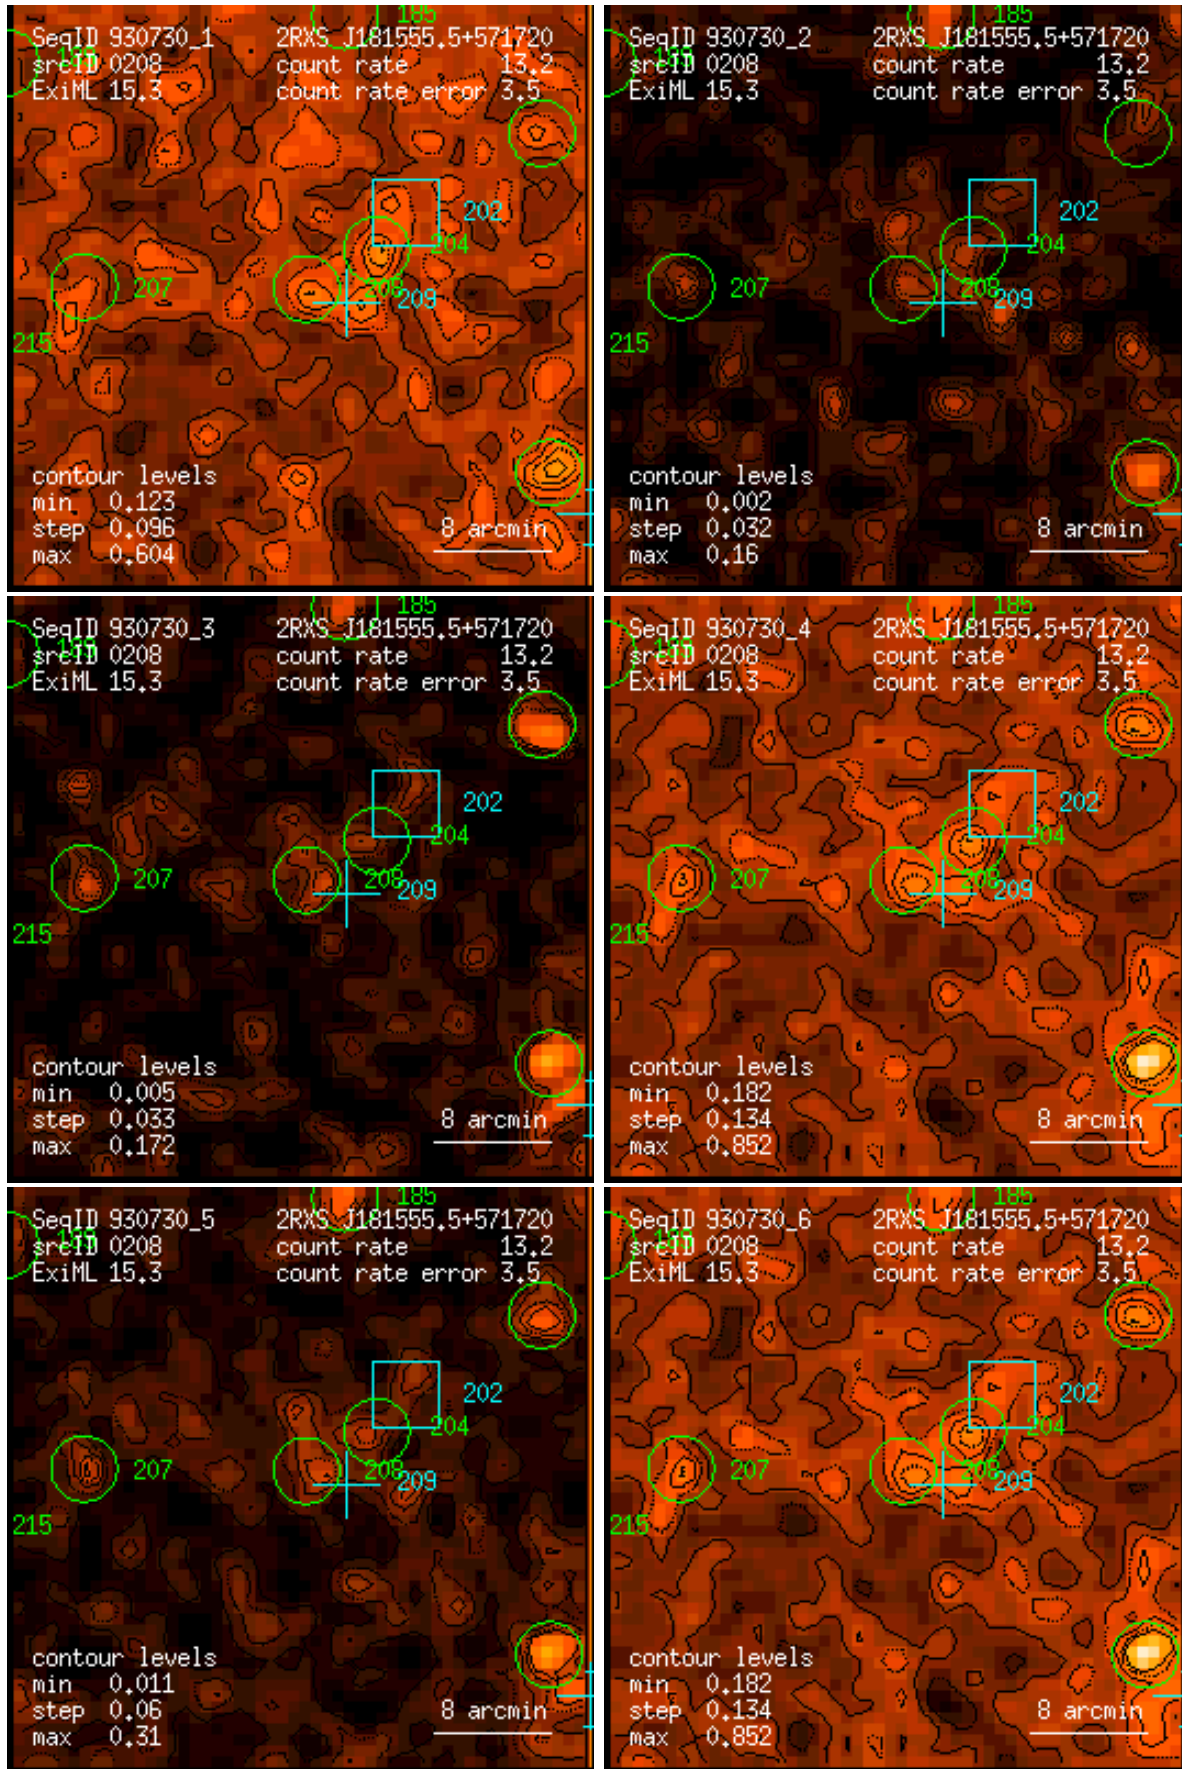 185
SeqID 930730_1 2RXS J181555.5+571720
srcID 0208 count rate 13.2
ExiML 15.3 count rate error 3.5
202
204
207 208 209
215
contour levels
min 0.123
step 0.096 8 arcmin
max 0.604
185
SeqID 930730_2 2RXS J181555.5+571720
srcID 0208 count rate 13.2
ExiML 15.3 count rate error 3.5
202
204
207 208 209
215
contour levels
min 0.002
step 0.032 8 arcmin
max 0.16
185
SeqID 930730_3 2RXS J181555.5+571720
srcID 0208 count rate 13.2
ExiML 15.3 count rate error 3.5
202
204
207 208 209
215
contour levels
min 0.005
step 0.033 8 arcmin
max 0.172
185
SeqID 930730_4 2RXS J181555.5+571720
srcID 0208 count rate 13.2
ExiML 15.3 count rate error 3.5
202
204
207 208 209
215
contour levels
min 0.182
step 0.134 8 arcmin
max 0.852
185
SeqID 930730_5 2RXS J181555.5+571720
srcID 0208 count rate 13.2
ExiML 15.3 count rate error 3.5
202
204
207 208 209
215
contour levels
min 0.011
step 0.06 8 arcmin
max 0.31
185
SeqID 930730_6 2RXS J181555.5+571720
srcID 0208 count rate 13.2
ExiML 15.3 count rate error 3.5
202
204
207 208 209
215
contour levels
min 0.182
step 0.134 8 arcmin
max 0.852